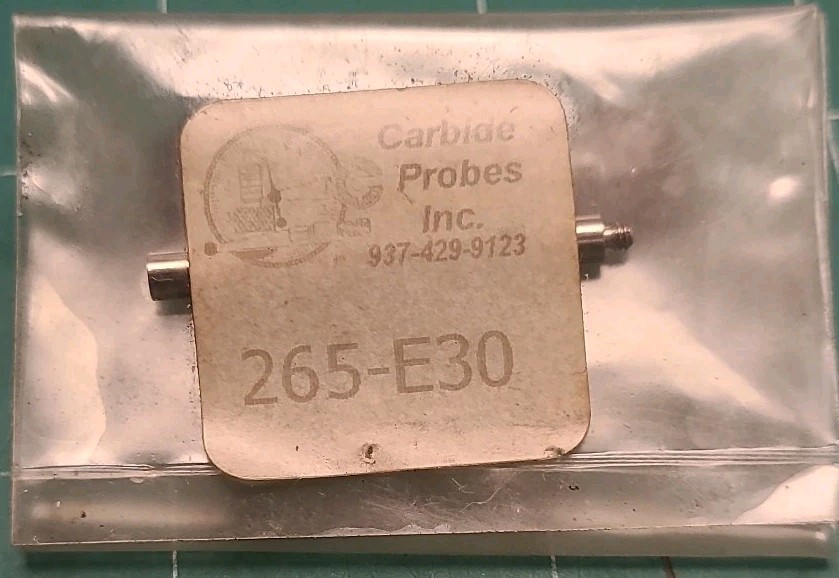 Carbide
Probes
Inc.
937-429-9123
265-E30